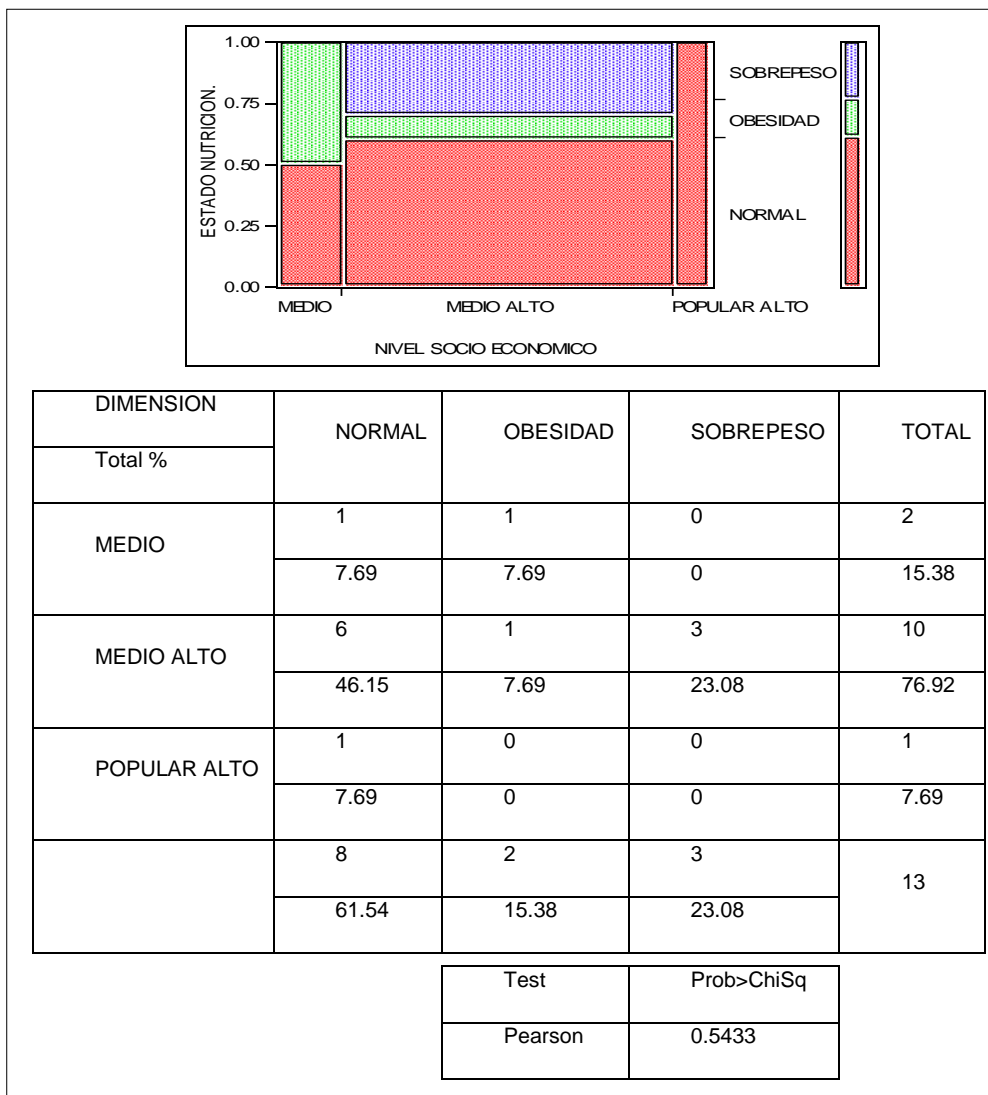 1.00
0.75
0.50
0.25
0.00
ESTADO NUTRICION.
SOBREPESO
OBESIDAD
NORMAL
MEDIO MEDIO ALTO POPULAR ALTO
NIVEL SOCIO ECONOMICO
DIMENSION
Total %
NORMAL OBESIDAD SOBREPESO TOTAL
MEDIO
1 1 0 2
7.69 7.69 0 15.38
MEDIO ALTO
6 1 3 10
46.15 7.69 23.08 76.92
POPULAR ALTO
1 0 0 1
7.69 0 0 7.69
8 2 3 13
61.54 15.38 23.08
Test Prob>ChiSq
Pearson 0.5433